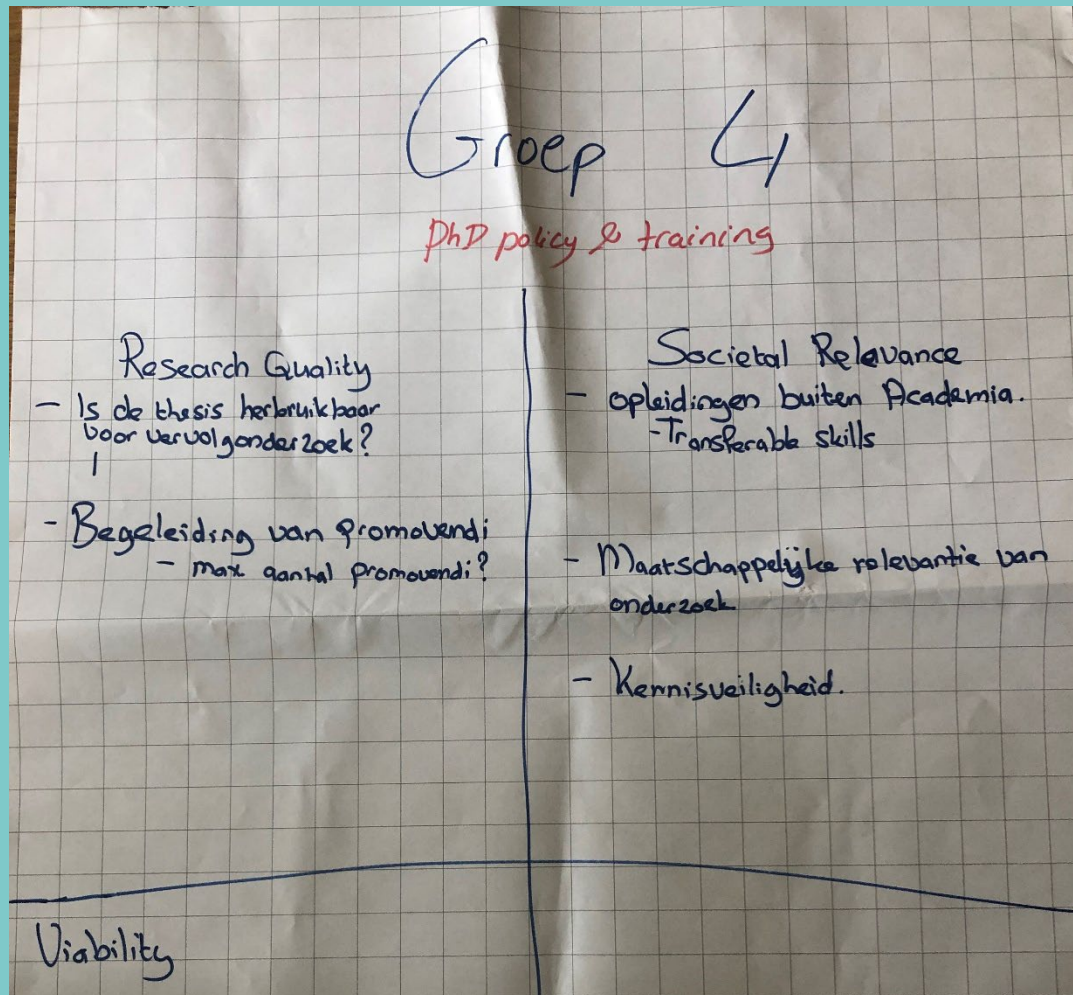 Groep 4
PhD policy & training
Research Quality
- Is de thesis herbruikbaar
voor vervolgonderzoek?
- Begeleiding van promovendi
- max aantal promovendi?
Societal Relevance
- opleidingen buiten Academia.
- Transferable skills
- Maatschappelijke relevantie van
onderzoek
- Kennisveiligheid.
Viability